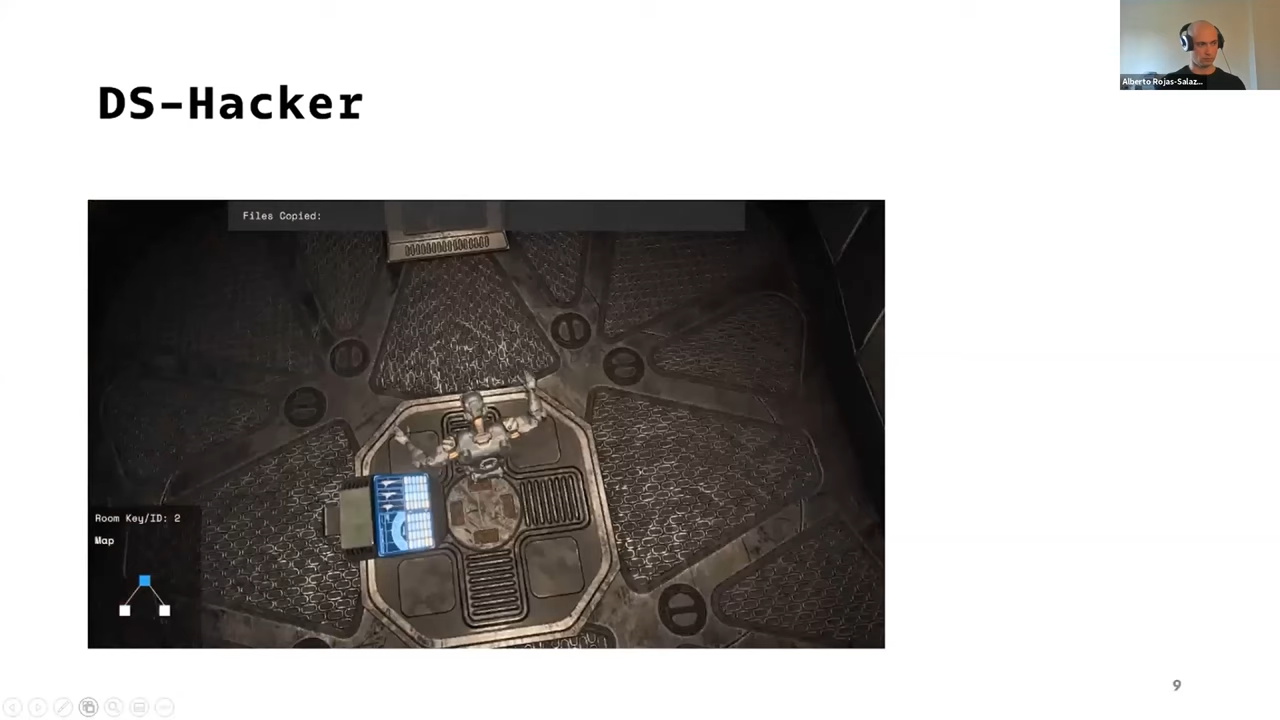 DS-Hacker
Alberto Rojas-Salaz...
Files Copied:
Room Key/ID: 2
Map
9